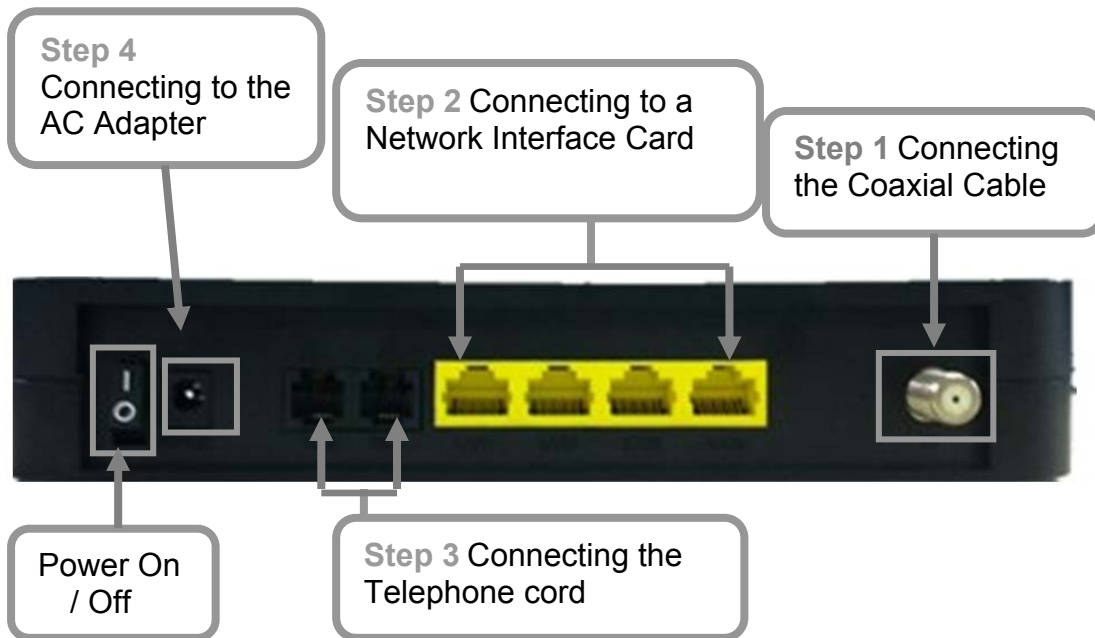 Step 4
Connecting to the
AC Adapter
Step 2 Connecting to a
Network Interface Card
Step 1 Connecting
the Coaxial Cable
Power On
/ Off
Step 3 Connecting the
Telephone cord